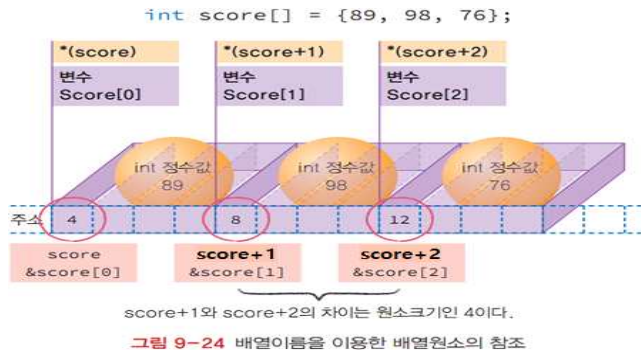 int score[] = {89, 98, 76};
*(score) *(score+1) *(score+2)
변수 변수 변수
Score[0] Score[1] Score[2]
int 정수값 int 정수값 int 정수값
89 98 76
주소 4 8 12
score score+1 score+2
&score[0] &score[1] &score[2]
score+1와 score+2의 차이는 원소크기인 4이다.
그림 9-24 배열이름을 이용한 배열원소의 참조